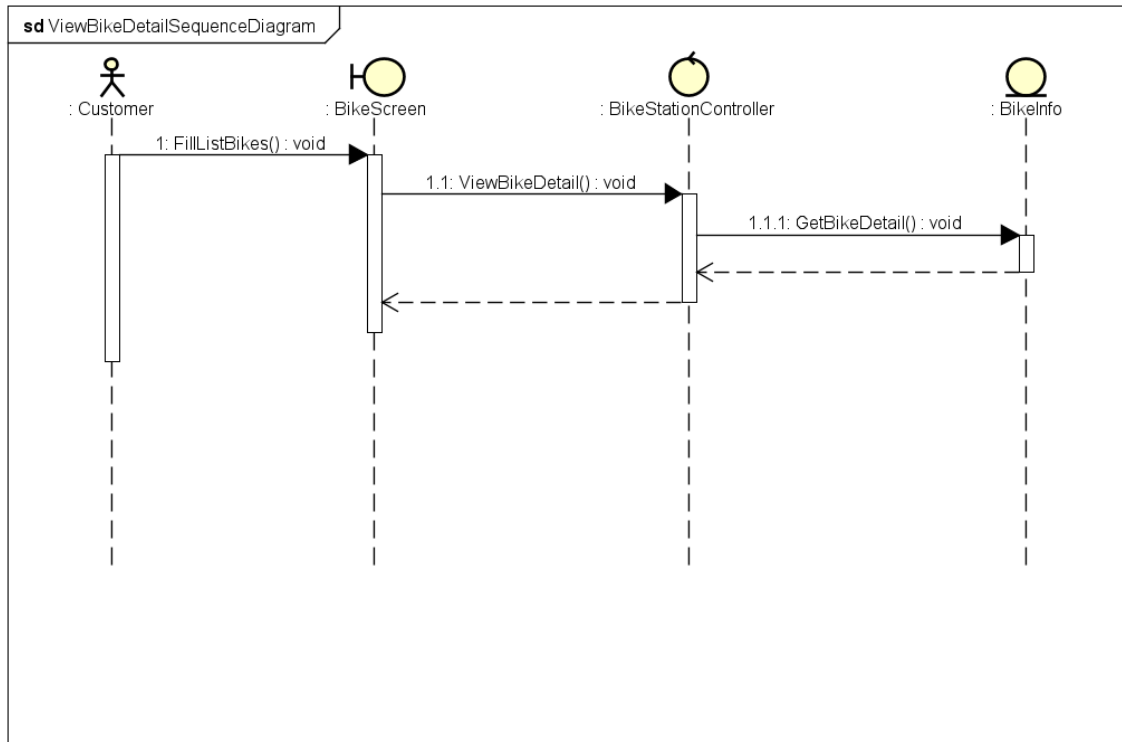 sd ViewBikeDetailSequenceDiagram
: Customer
: BikeScreen
: BikeStationController
: BikeInfo
1: FillListBikes() : void
1.1: ViewBikeDetail() : void
1.1.1: GetBikeDetail() : void